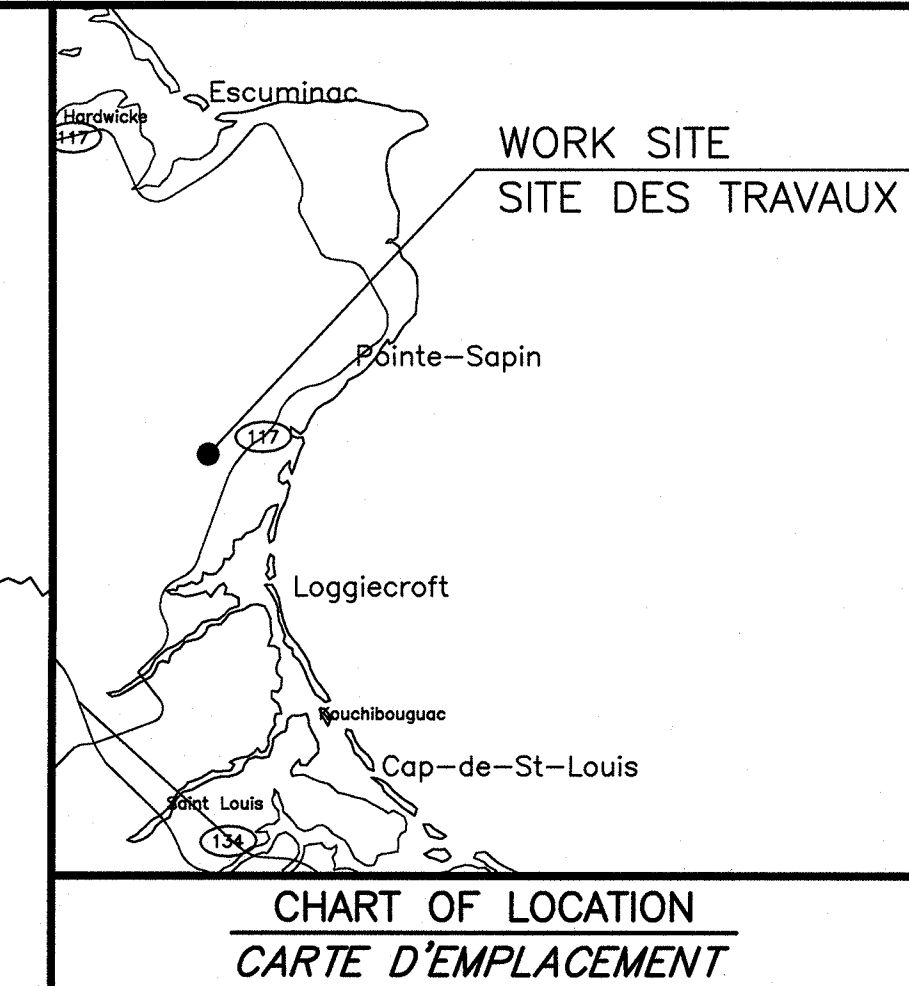 Escuminac
Hardwicke
117
WORK SITE
SITE DES TRAVAUX
Pointe-Sapin
117
Loggiecroft
Kouchibouguac
Cap-de-St-Louis
Saint Louis
134
CHART OF LOCATION
CARTE D'EMPLACEMENT